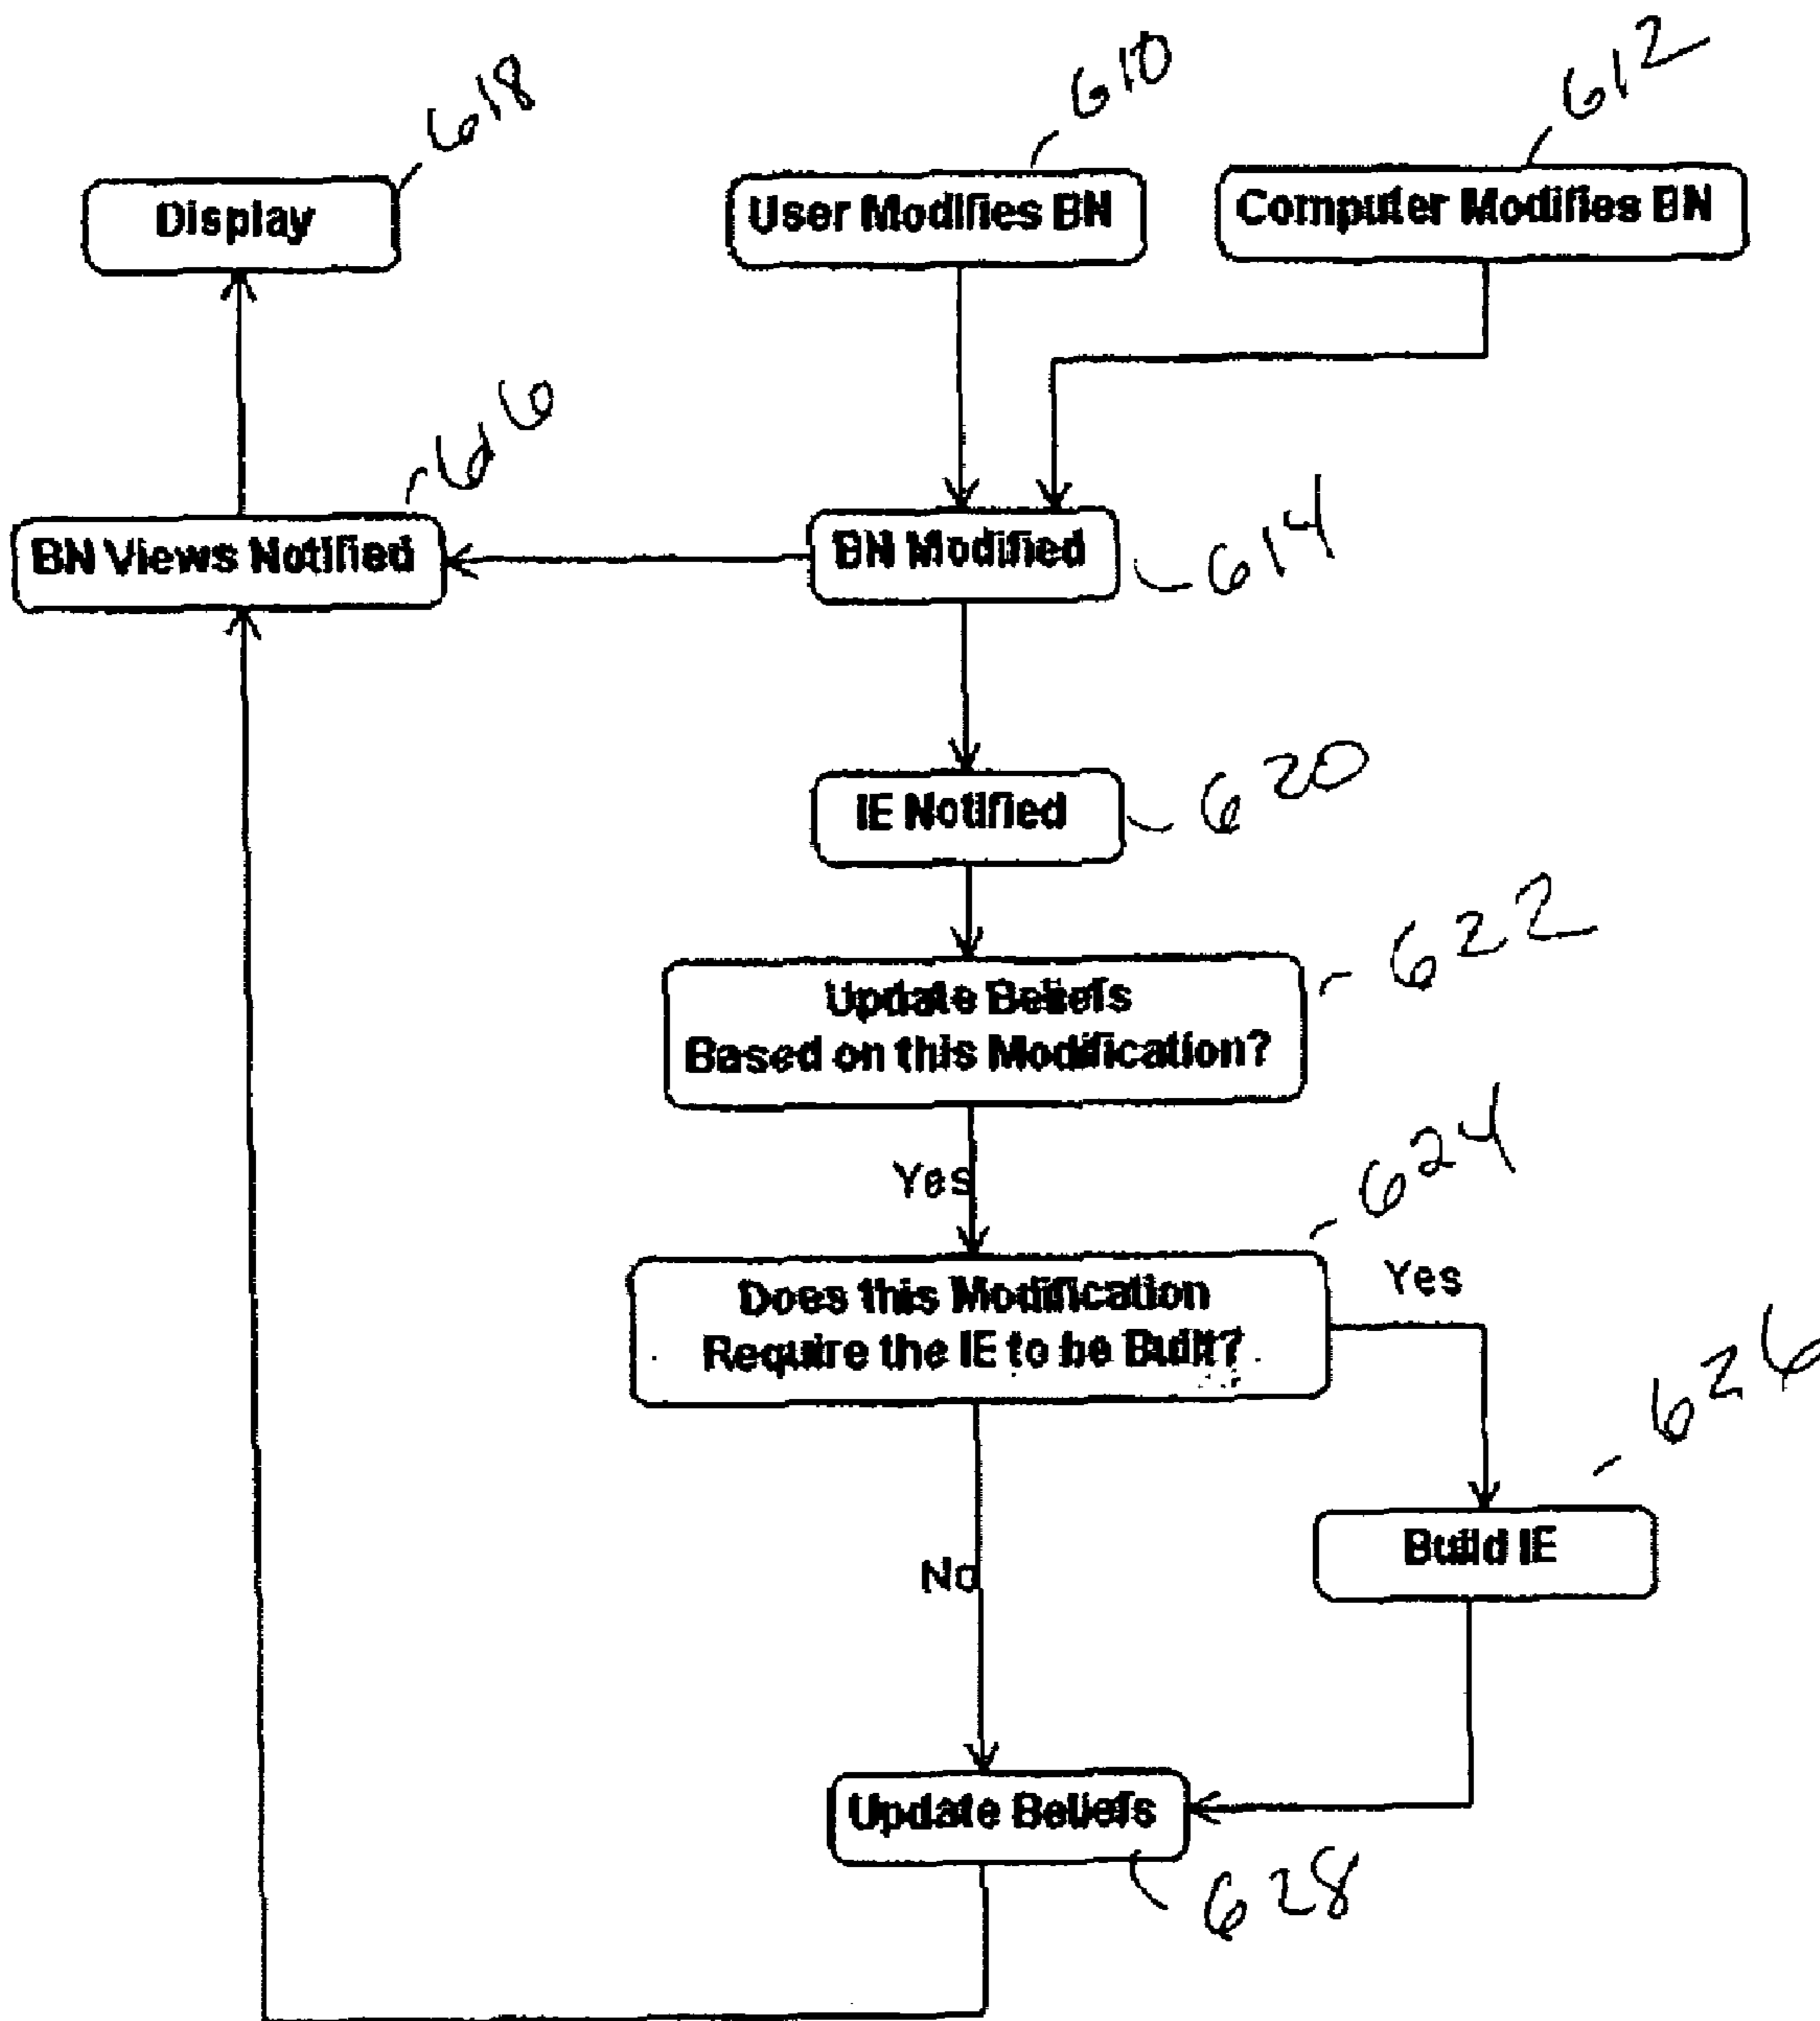 618
610
612
Display
User Modifies BN
Computer Modifies BN
616
BN Views Notified
BN Modified
614
IE Notified
620
Update Beliefs
Based on this Modification?
622
Yes
624
Does this Modification
Require the IE to be Built?
Yes
626
Build IE
No
Update Beliefs
628